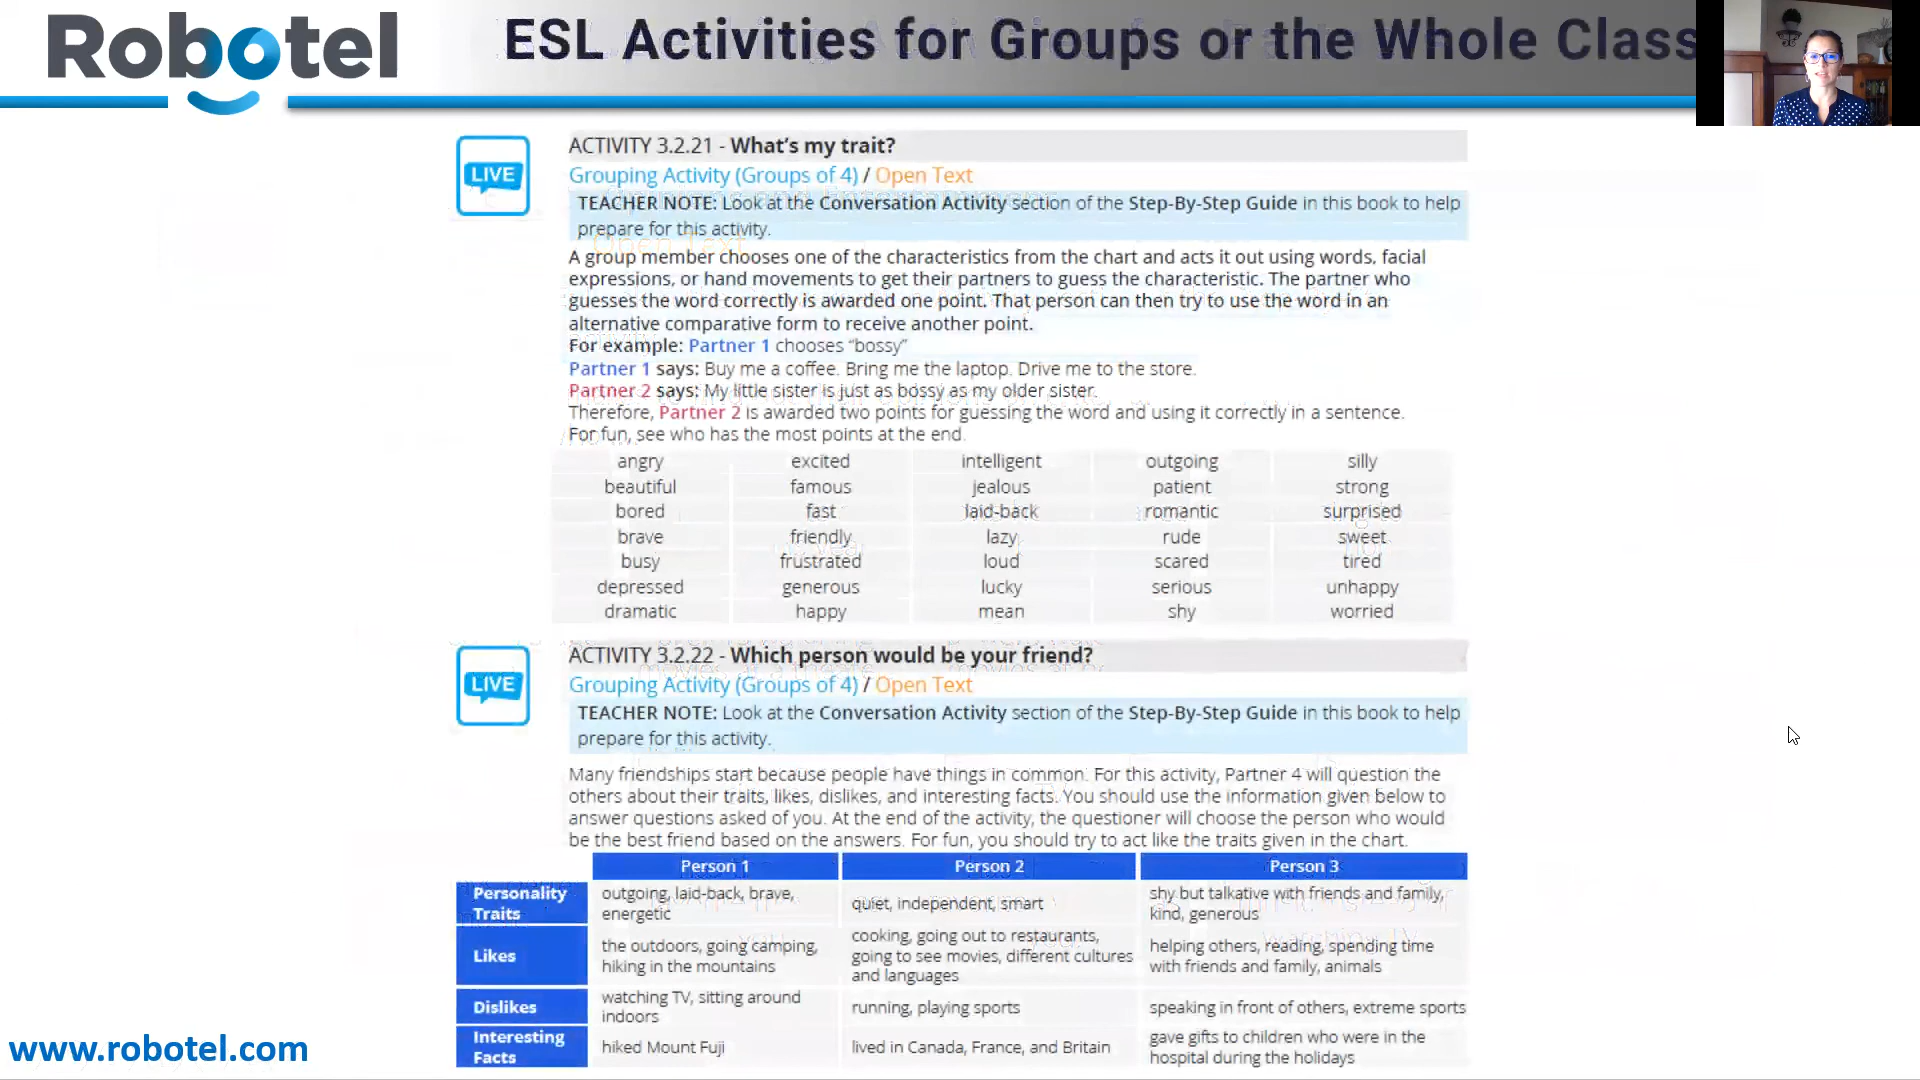 Robotel
ESL Activities for Groups or the Whole Class
LIVE
ACTIVITY 3.2.21 - What's my trait?
Grouping Activity (Groups of 4) / Open Text
TEACHER NOTE: Look at the Conversation Activity section of the Step-By-Step Guide in this book to help
prepare for this activity.
A group member chooses one of the characteristics from the chart and acts it out using words, facial
expressions, or hand movements to get their partners to guess the characteristic. The partner who
guesses the word correctly is awarded one point. That person can then try to use the word in an
alternative comparative form to receive another point.
For example: Partner 1 chooses "bossy"
Partner 1 says: Buy me a coffee. Bring me the laptop. Drive me to the store.
Partner 2 says: My little sister is just as bossy as my older sister.
Therefore, Partner 2 is awarded two points for guessing the word and using it correctly in a sentence.
For fun, see who has the most points at the end.
angry excited intelligent outgoing silly
beautiful famous jealous patient strong
bored fast laid-back romantic surprised
brave friendly lazy rude sweet
busy frustrated loud scared tired
depressed generous lucky serious unhappy
dramatic happy mean shy worried
LIVE
ACTIVITY 3.2.22 - Which person would be your friend?
Grouping Activity (Groups of 4) / Open Text
TEACHER NOTE: Look at the Conversation Activity section of the Step-By-Step Guide in this book to help
prepare for this activity.
Many friendships start because people have things in common. For this activity, Partner 4 will question the
others about their traits, likes, dislikes, and interesting facts. You should use the information given below to
answer questions asked of you. At the end of the activity, the questioner will choose the person who would
be the best friend based on the answers. For fun, you should try to act like the traits given in the chart.
Person 1 Person 2 Person 3
Personality Traits
outgoing, laid-back, brave,
energetic
quiet, independent, smart
shy but talkative with friends and family,
kind, generous
Likes
the outdoors, going camping,
hiking in the mountains
cooking, going out to restaurants,
going to see movies, different cultures
and languages
helping others, reading, spending time
with friends and family, animals
Dislikes
watching TV, sitting around
indoors
running, playing sports
speaking in front of others, extreme sports
Interesting Facts
hiked Mount Fuji
lived in Canada, France, and Britain
gave gifts to children who were in the
hospital during the holidays
www.robotel.com